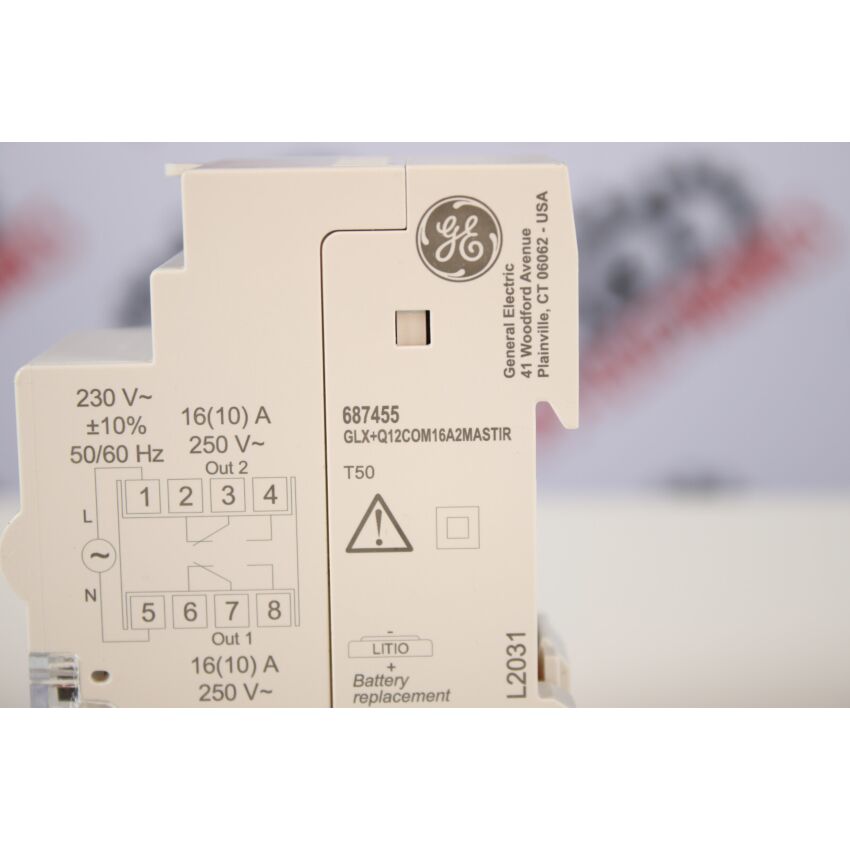 GE
General Electric
41 Woodford Avenue
Plainville, CT 06062 - USA
230 V~
±10%
50/60 Hz
16(10) A
250 V~
Out 2
1 2 3 4
L
~
N
5 6 7 8
Out 1
16(10) A
250 V~
687455
GLX+Q12COM16A2MASTIR
T50
!
-
LITIO
+
Battery
replacement
L2031